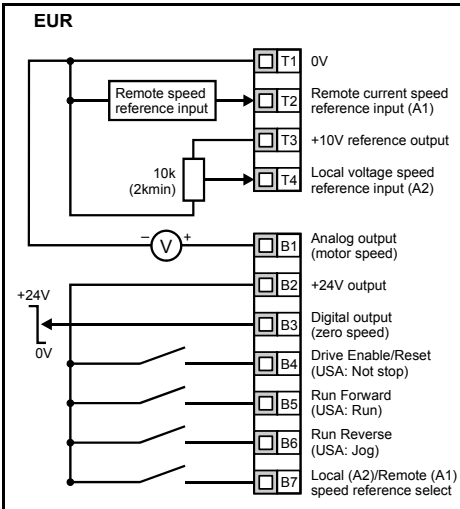 EUR
T1 0V
Remote speed
reference input
T2 Remote current speed
reference input (A1)
T3 +10V reference output
10k
(2kmin)
T4 Local voltage speed
reference input (A2)
– V +
B1 Analog output
(motor speed)
B2 +24V output
+24V
0V
B3 Digital output
(zero speed)
B4 Drive Enable/Reset
(USA: Not stop)
B5 Run Forward
(USA: Run)
B6 Run Reverse
(USA: Jog)
B7 Local (A2)/Remote (A1)
speed reference select